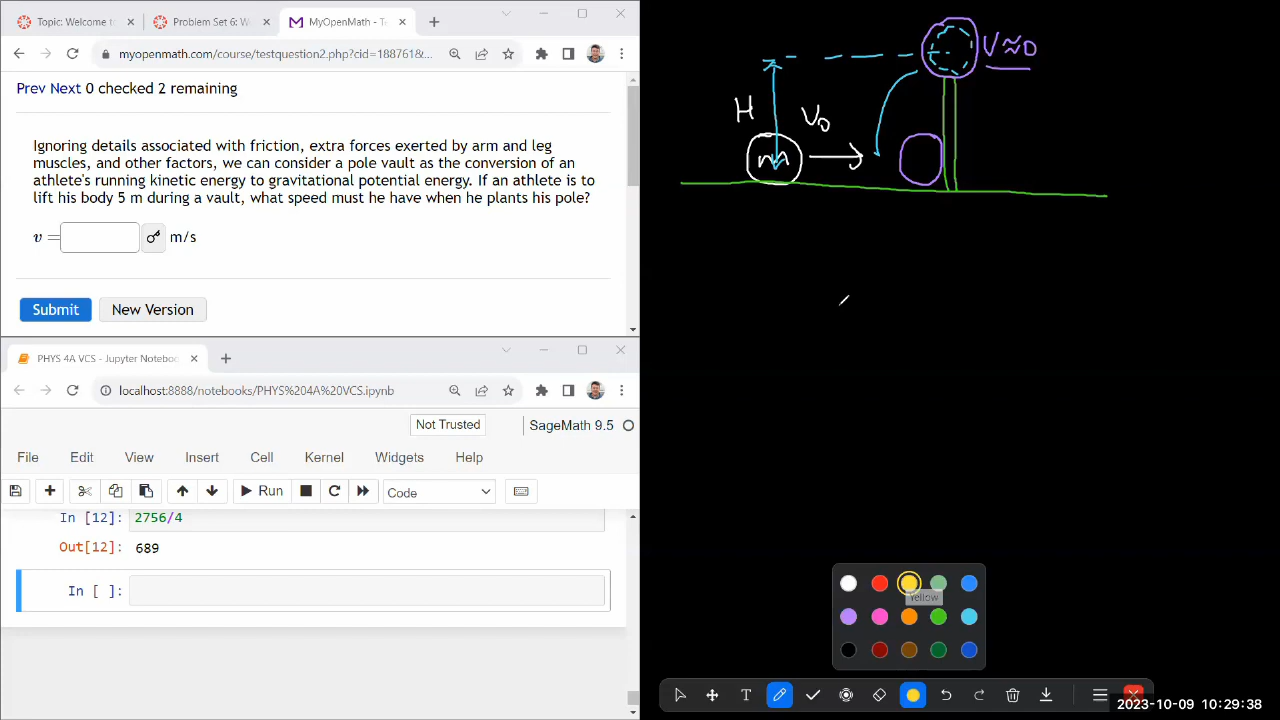 Topic: Welcome t
Problem Set 6: W
MyOpenMath - Te
myopenmath.com/testquestion2.php?cid=188761&...
Prev Next 0 checked 2 remaining
Ignoring details associated with friction, extra forces exerted by arm and leg
muscles, and other factors, we can consider a pole vault as the conversion of an
athlete's running kinetic energy to gravitational potential energy. If an athlete is to
lift his body 5 m during a vault, what speed must he have when he plants his pole?
v = m/s
Submit New Version
PHYS 4A VCS - Jupyter Notebo
localhost:8888/notebooks/PHYS%204A%20VCS.ipynb
Not Trusted SageMath 9.5
File Edit View Insert Cell Kernel Widgets Help
Run Code
In [12]: 2756/4
Out[12]: 689
In [ ]:
V≈0
H V0
m
Yellow
T
2023-10-09 10:29:38